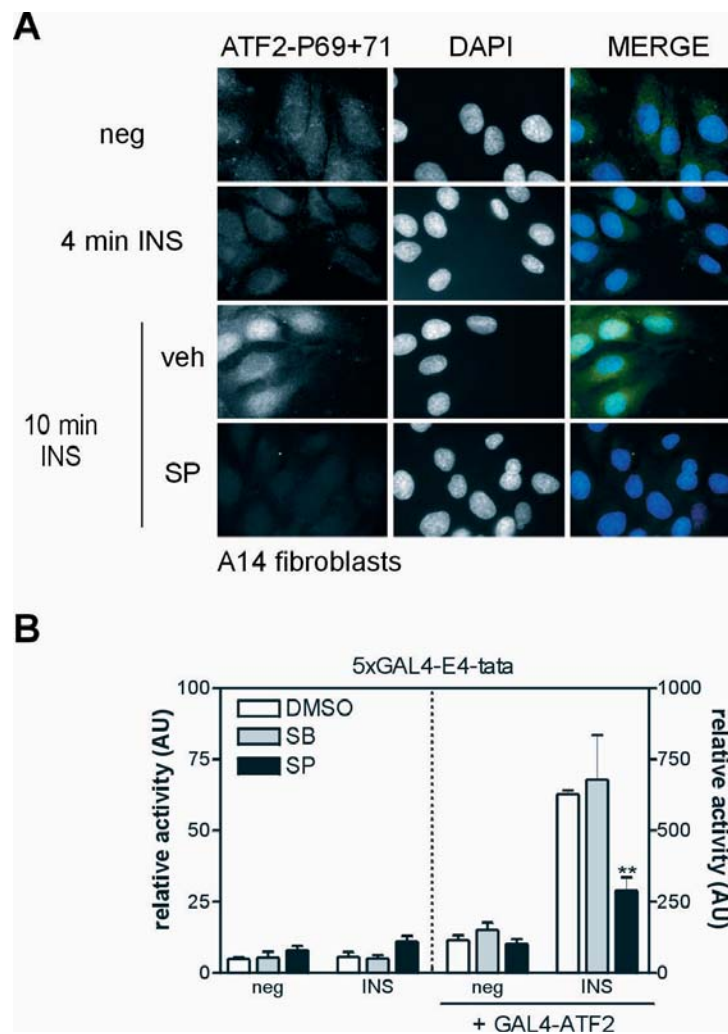 A
ATF2-P69+71 DAPI MERGE
neg
4 min INS
veh
10 min
INS
SP
A14 fibroblasts
B
5xGAL4-E4-tata
100
75
50
25
0
relative activity (AU)
DMSO
SB
SP
**
1000
750
500
250
0
relative activity
(AU)
neg INS neg INS
+ GAL4-ATF2